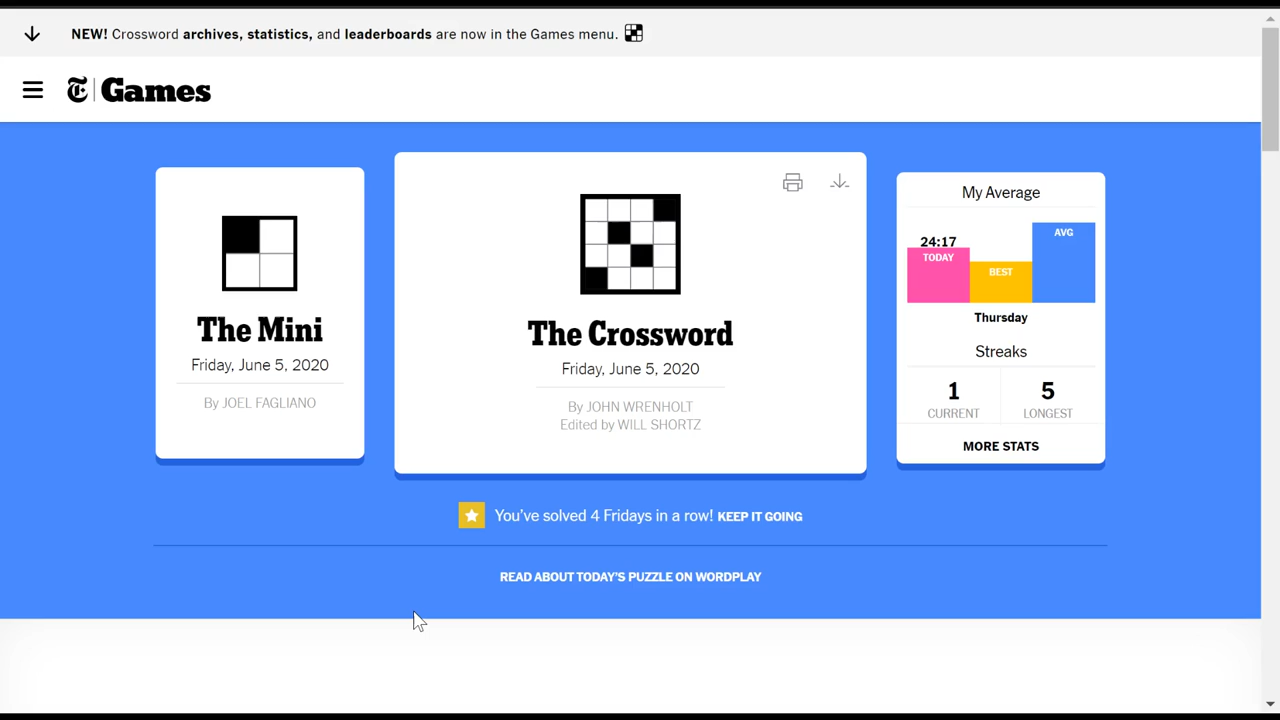 NEW! Crossword archives, statistics, and leaderboards are now in the Games menu.
T Games
The Mini
Friday, June 5, 2020
By JOEL FAGLIANO
The Crossword
Friday, June 5, 2020
By JOHN WRENHOLT
Edited by WILL SHORTZ
My Average
24:17
TODAY
BEST
AVG
Thursday
Streaks
1
CURRENT
5
LONGEST
MORE STATS
You've solved 4 Fridays in a row! KEEP IT GOING
READ ABOUT TODAY'S PUZZLE ON WORDPLAY